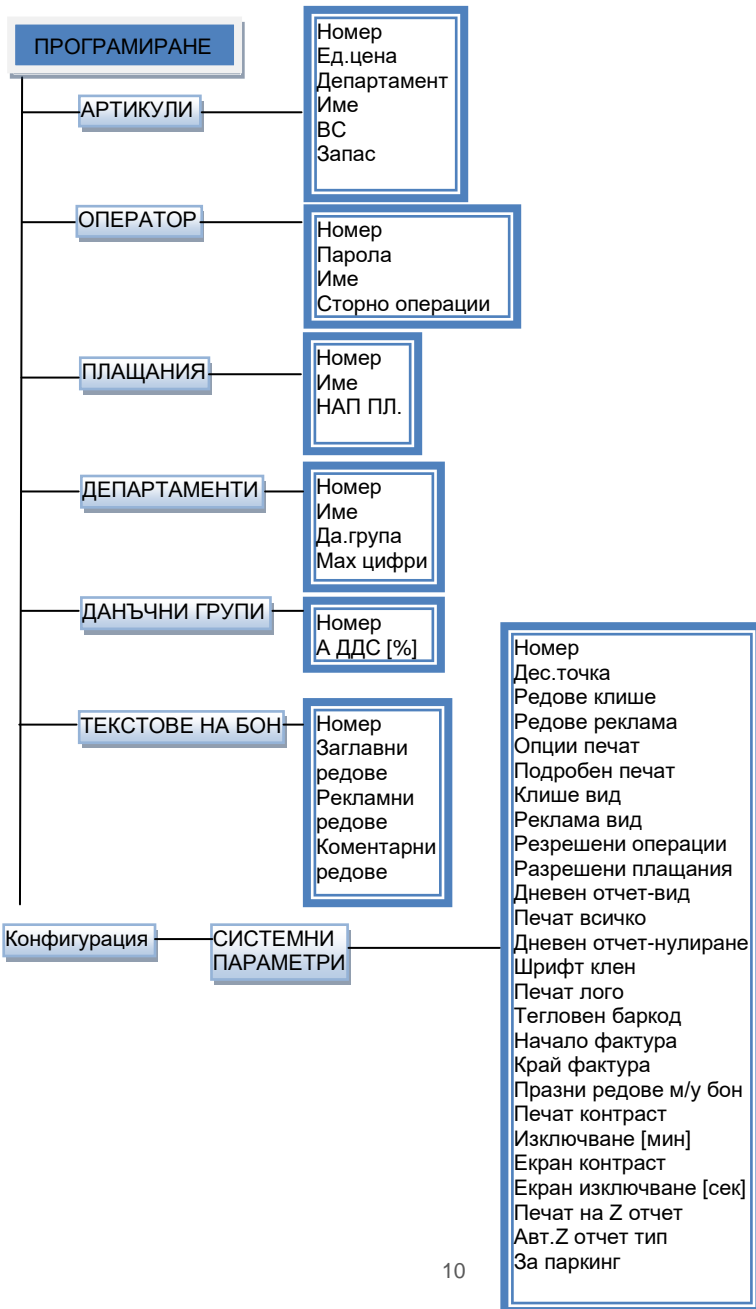 ПРОГРАМИРАНЕ
АРТИКУЛИ
Номер
Ед.цена
Департамент
Име
ВС
Запас
ОПЕРАТОР
Номер
Парола
Име
Сторно операции
ПЛАЩАНИЯ
Номер
Име
НАП ПЛ.
ДЕПАРТАМЕНТИ
Номер
Име
Да.група
Мах цифри
ДАНЪЧНИ ГРУПИ
Номер
А ДДС [%]
ТЕКСТОВЕ НА БОН
Номер
Заглавни
редове
Рекламни
редове
Коментарни
редове
Конфигурация
СИСТЕМНИ
ПАРАМЕТРИ
Номер
Дес.точка
Редове клише
Редове реклама
Опции печат
Подробен печат
Клише вид
Реклама вид
Резрешени операции
Разрешени плащания
Дневен отчет-вид
Печат всичко
Дневен отчет-нулиране
Шрифт клен
Печат лого
Тегловен баркод
Начало фактура
Край фактура
Празни редове м/у бон
Печат контраст
Изключване [мин]
Екран контраст
Екран изключване [сек]
Печат на Z отчет
Авт.Z отчет тип
За паркинг
10